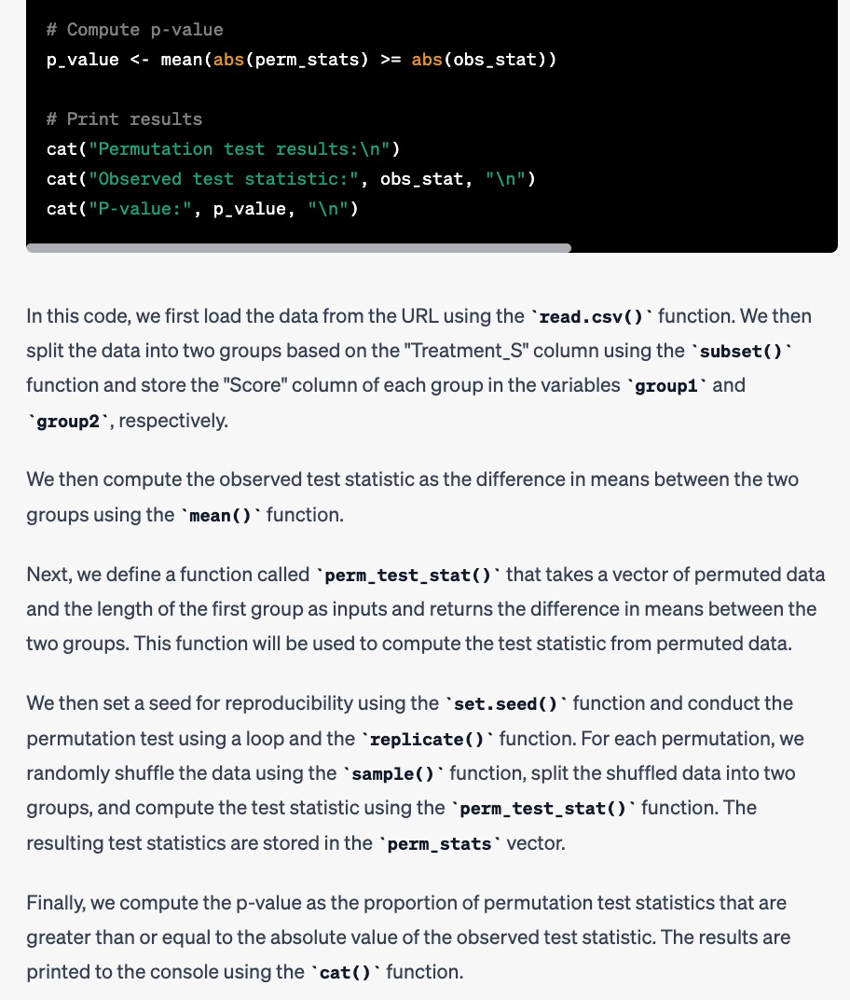 # Compute p-value
p_value <- mean(abs(perm_stats) >= abs(obs_stat))
# Print results
cat("Permutation test results:\n")
cat("Observed test statistic:", obs_stat, "\n")
cat("P-value:", p_value, "\n")
In this code, we first load the data from the URL using the `read.csv()` function. We then
split the data into two groups based on the "Treatment_S" column using the `subset()`
function and store the "Score" column of each group in the variables `group1` and
`group2`, respectively.
We then compute the observed test statistic as the difference in means between the two
groups using the `mean()` function.
Next, we define a function called `perm_test_stat()` that takes a vector of permuted data
and the length of the first group as inputs and returns the difference in means between the
two groups. This function will be used to compute the test statistic from permuted data.
We then set a seed for reproducibility using the `set.seed()` function and conduct the
permutation test using a loop and the `replicate()` function. For each permutation, we
randomly shuffle the data using the `sample()` function, split the shuffled data into two
groups, and compute the test statistic using the `perm_test_stat()` function. The
resulting test statistics are stored in the `perm_stats` vector.
Finally, we compute the p-value as the proportion of permutation test statistics that are
greater than or equal to the absolute value of the observed test statistic. The results are
printed to the console using the `cat()` function.